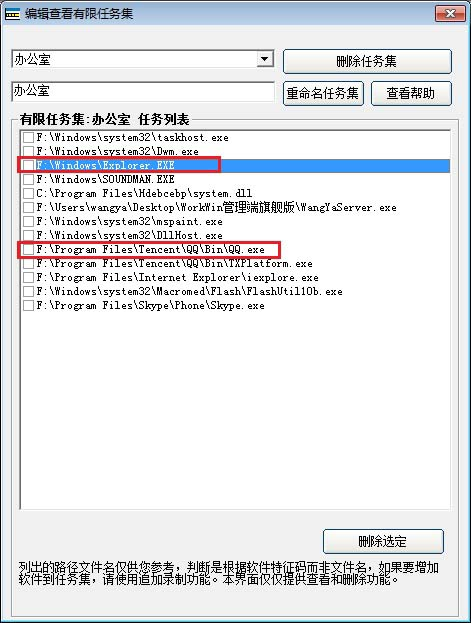 编辑查看有限任务集
办公室
删除任务集
办公室
重命名任务集
查看帮助
有限任务集:办公室 任务列表
F:\Windows\system32\taskhost.exe
F:\Windows\system32\Dwm.exe
F:\Windows\Explorer.EXE
F:\Windows\SOUNDMAN.EXE
C:\Program Files\Hdebcebp\system.dll
F:\Users\wangya\Desktop\WorkWin管理端旗舰版\WangYaServer.exe
F:\Windows\system32\mspaint.exe
F:\Windows\system32\DllHost.exe
F:\Program Files\Tencent\QQ\Bin\QQ.exe
F:\Program Files\Tencent\QQ\Bin\TXPlatform.exe
F:\Program Files\Internet Explorer\iexplore.exe
F:\Windows\system32\Macromed\Flash\FlashUtil10b.exe
F:\Program Files\Skype\Phone\Skype.exe
删除选定
列出的路径文件名仅供您参考，判断是根据软件特征码而非文件名，如果要增加
软件到任务集，请使用追加录制功能。本界面仅仅提供查看和删除功能。